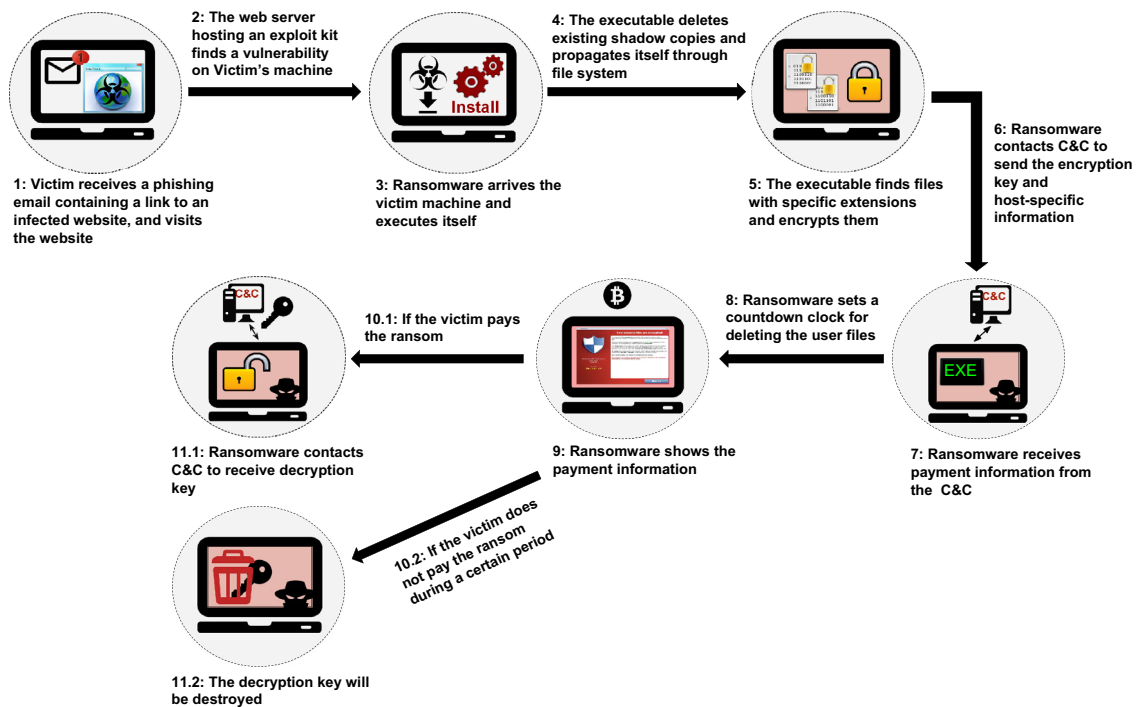 2: The web server
hosting an exploit kit
finds a vulnerability
on Victim's machine
4: The executable deletes
existing shadow copies and
propagates itself through
file system
1
Install
1: Victim receives a phishing
email containing a link to an
infected website, and visits
the website
3: Ransomware arrives the
victim machine and
executes itself
5: The executable finds files
with specific extensions
and encrypts them
6: Ransomware
contacts C&C to
send the encryption
key and
host-specific
information
C&C
EXE
7: Ransomware receives
payment information from
the C&C
8: Ransomware sets a
countdown clock for
deleting the user files
9: Ransomware shows the
payment information
10.1: If the victim pays
the ransom
C&C
11.1: Ransomware contacts
C&C to receive decryption
key
10.2: If the victim does
not pay the ransom
during a certain period
11.2: The decryption key will
be destroyed